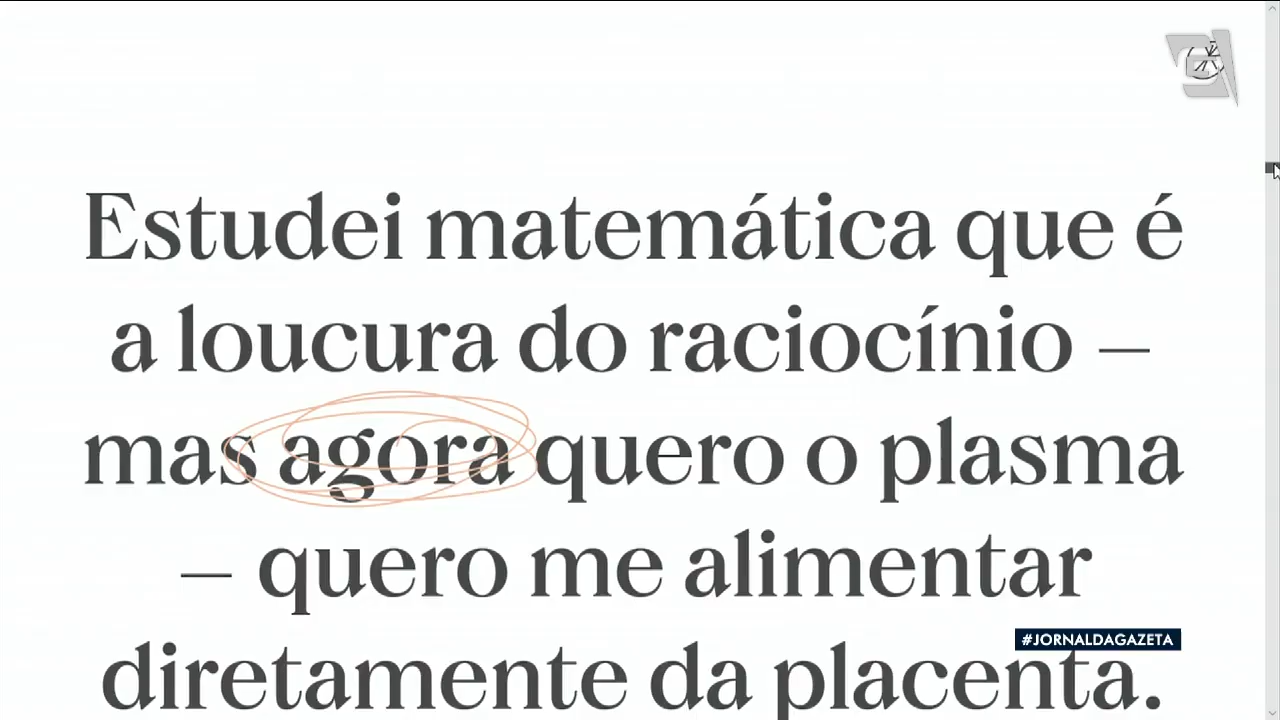 Estudei matemática que é
a loucura do raciocínio –
mas agora quero o plasma
– quero me alimentar
#JORNALDAGAZETA
diretamente da placenta.